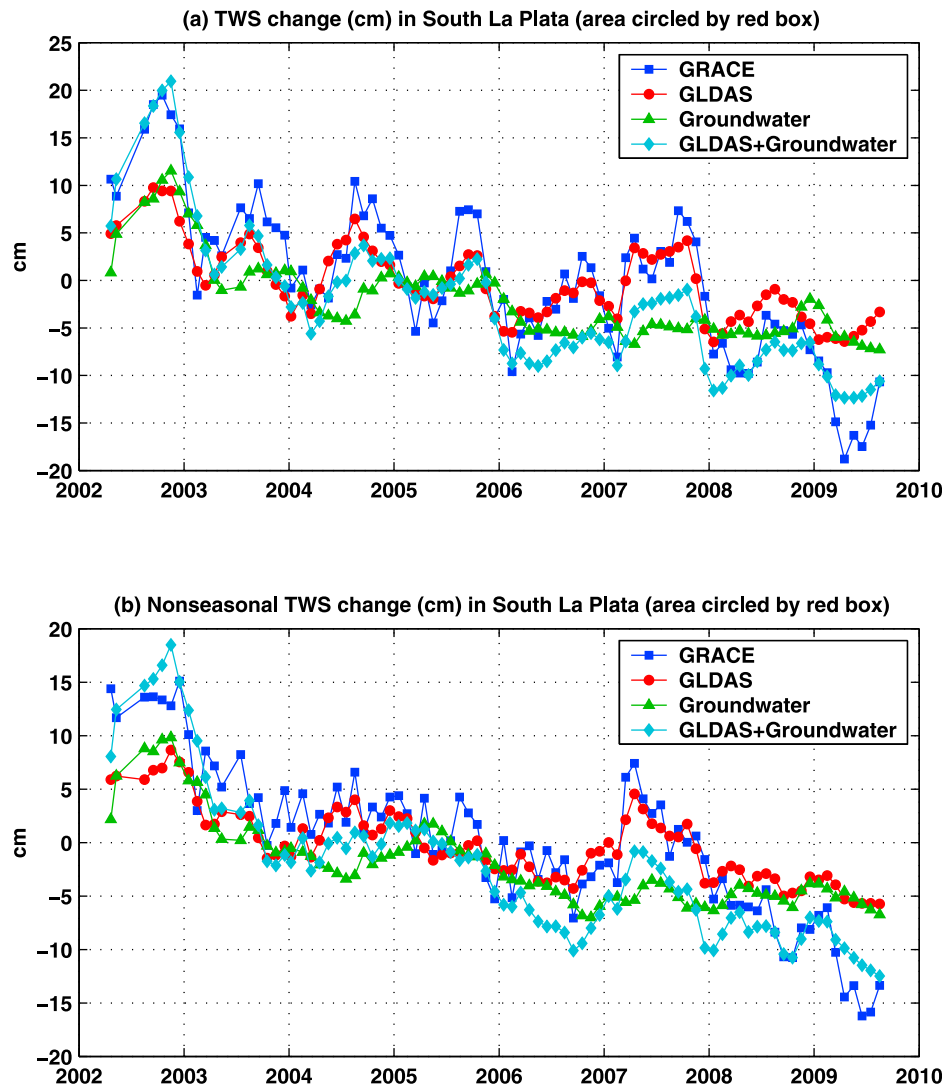 (a) TWS change (cm) in South La Plata (area circled by red box)
25
20
15
10
5
0
−5
−10
−15
−20
cm
GRACE
GLDAS
Groundwater
GLDAS+Groundwater
2002 2003 2004 2005 2006 2007 2008 2009 2010
(b) Nonseasonal TWS change (cm) in South La Plata (area circled by red box)
20
15
10
5
0
−5
−10
−15
−20
cm
GRACE
GLDAS
Groundwater
GLDAS+Groundwater
2002 2003 2004 2005 2006 2007 2008 2009 2010